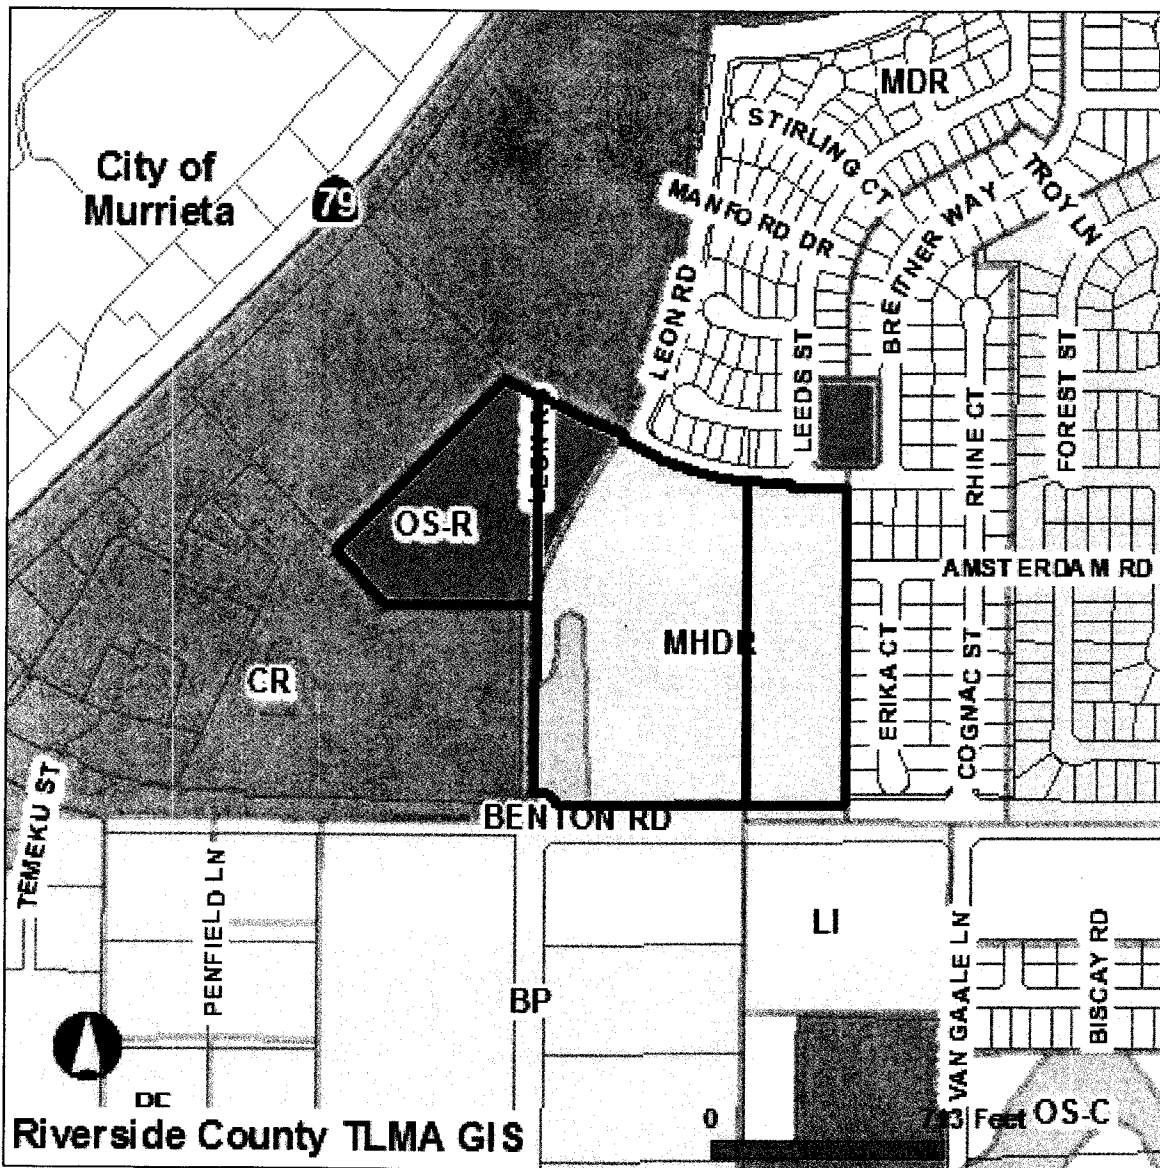 MDR
STIRLING CT
City of
Murrieta
79
MANFORD DR
BREITNER WAY
TROY LN
LEON RD
LEEDS ST
RHINE CT
FOREST ST
OS-R
AMSTERDAM RD
MHDR
CR
ERIKA CT
COGNAC ST
TEMEKU ST
BENTON RD
PENFIELD LN
LI
BP
VAN GAALE LN
BISCAY RD
0
Feet
OS-C
Riverside County TLMA GIS